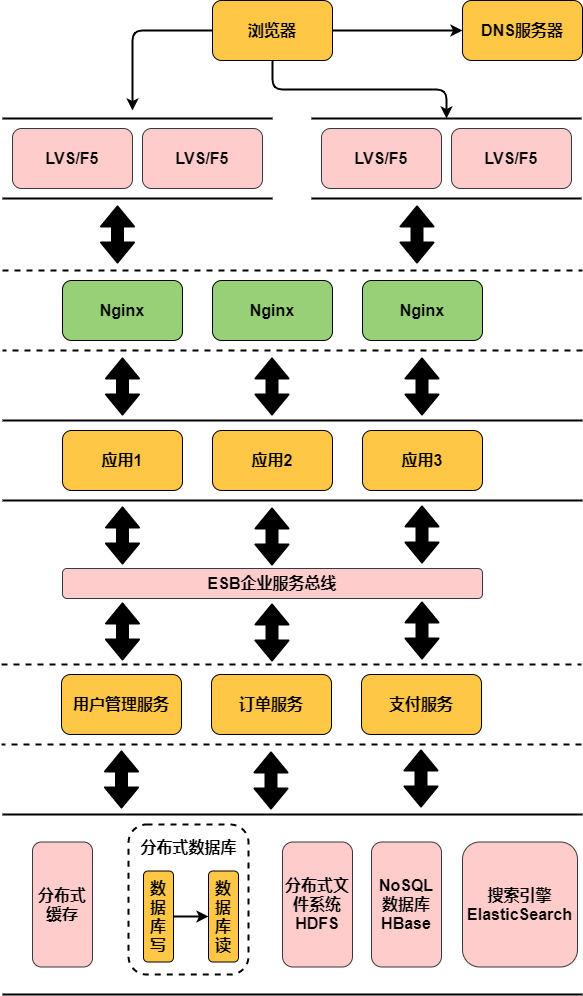 浏览器
DNS服务器
LVS/F5
LVS/F5
LVS/F5
LVS/F5
Nginx
Nginx
Nginx
应用1
应用2
应用3
ESB企业服务总线
用户管理服务
订单服务
支付服务
分布式
缓存
分布式数据库
数
据
库
写
数
据
库
读
分布式文
件系统
HDFS
NoSQL
数据库
HBase
搜索引擎
ElasticSearch